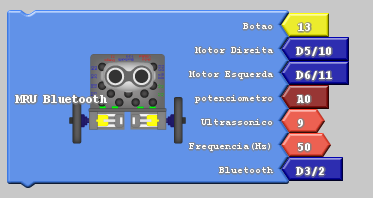 Botao 13
Motor Direita D5/10
Motor Esquerda D6/11
MRU Bluetooth
potenciometro A0
Ultrassonico 9
Frequencia(Hz) 50
Bluetooth D3/2